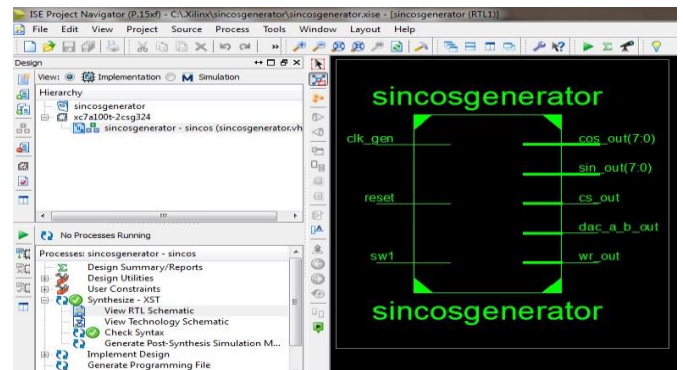 ISE Project Navigator (P.15xf) - C:\.Xilinx\sincosgenerator\sincosgenerator.xise - [sincosgenerator (RTL1)]
File Edit View Project Source Process Tools Window Layout Help
Design
View: Implementation Simulation
Hierarchy
sincosgenerator
xc7a100t-2csg324
sincosgenerator - sincos (sincosgenerator.vh
No Processes Running
Processes: sincosgenerator - sincos
Design Summary/Reports
Design Utilities
User Constraints
Synthesize - XST
View RTL Schematic
View Technology Schematic
Check Syntax
Generate Post-Synthesis Simulation M...
Implement Design
Generate Programming File
sincosgenerator
clk_gen
cos_out(7:0)
sin_out(7:0)
reset
cs_out
dac_a_b_out
sw1
wr_out
sincosgenerator